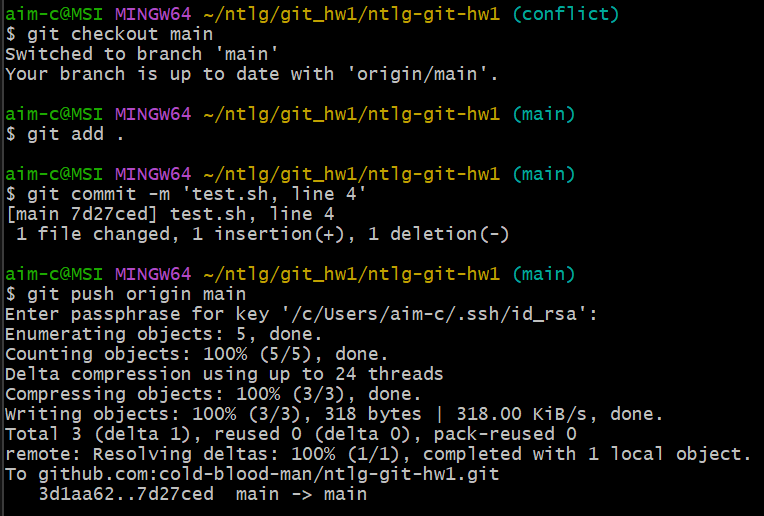 aim-c@MSI MINGW64 ~/ntlg/git_hw1/ntlg-git-hw1 (conflict)
$ git checkout main
Switched to branch 'main'
Your branch is up to date with 'origin/main'.
aim-c@MSI MINGW64 ~/ntlg/git_hw1/ntlg-git-hw1 (main)
$ git add .
aim-c@MSI MINGW64 ~/ntlg/git_hw1/ntlg-git-hw1 (main)
$ git commit -m 'test.sh, line 4'
[main 7d27ced] test.sh, line 4
 1 file changed, 1 insertion(+), 1 deletion(-)
aim-c@MSI MINGW64 ~/ntlg/git_hw1/ntlg-git-hw1 (main)
$ git push origin main
Enter passphrase for key '/c/Users/aim-c/.ssh/id_rsa':
Enumerating objects: 5, done.
Counting objects: 100% (5/5), done.
Delta compression using up to 24 threads
Compressing objects: 100% (3/3), done.
Writing objects: 100% (3/3), 318 bytes | 318.00 KiB/s, done.
Total 3 (delta 1), reused 0 (delta 0), pack-reused 0
remote: Resolving deltas: 100% (1/1), completed with 1 local object.
To github.com:cold-blood-man/ntlg-git-hw1.git
   3d1aa62..7d27ced  main -> main